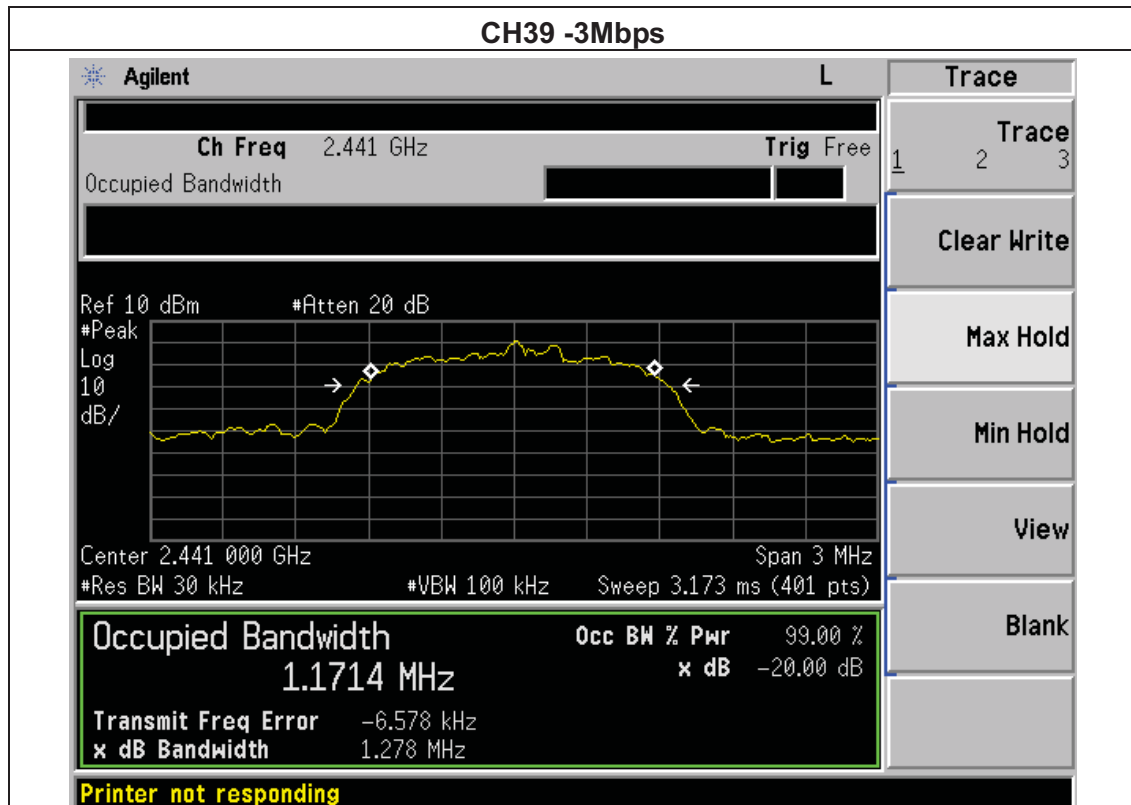 CH39 -3Mbps
Agilent L Trace
Ch Freq 2.441 GHz Trig Free
Trace
1 2 3
Occupied Bandwidth
Clear Write
Ref 10 dBm #Atten 20 dB
#Peak
Log
10
dB/
Max Hold
Min Hold
View
Center 2.441 000 GHz Span 3 MHz
#Res BW 30 kHz #VBW 100 kHz Sweep 3.173 ms (401 pts)
Blank
Occupied Bandwidth Occ BW % Pwr 99.00 %
1.1714 MHz x dB -20.00 dB
Transmit Freq Error -6.578 kHz
x dB Bandwidth 1.278 MHz
Printer not responding